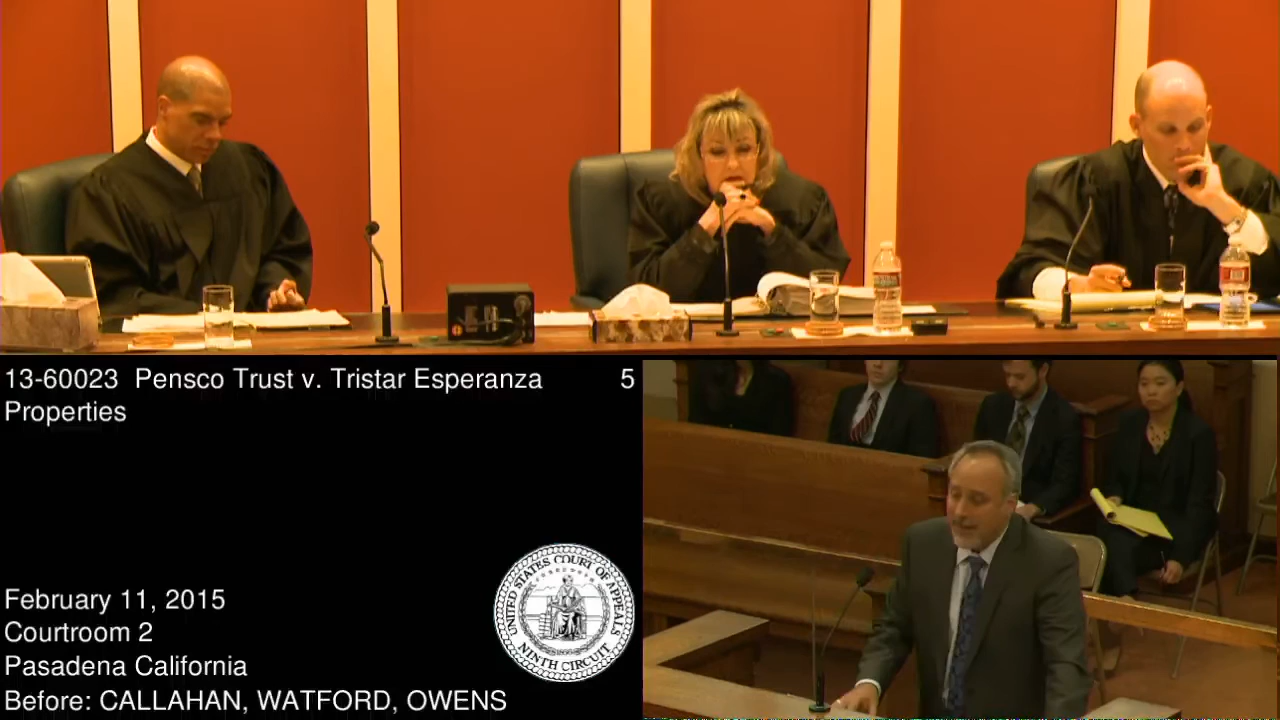 13-60023 Pensco Trust v. Tristar Esperanza 5
Properties
February 11, 2015
Courtroom 2
Pasadena California
Before: CALLAHAN, WATFORD, OWENS
UNITED STATES COURT OF APPEALS
NINTH CIRCUIT